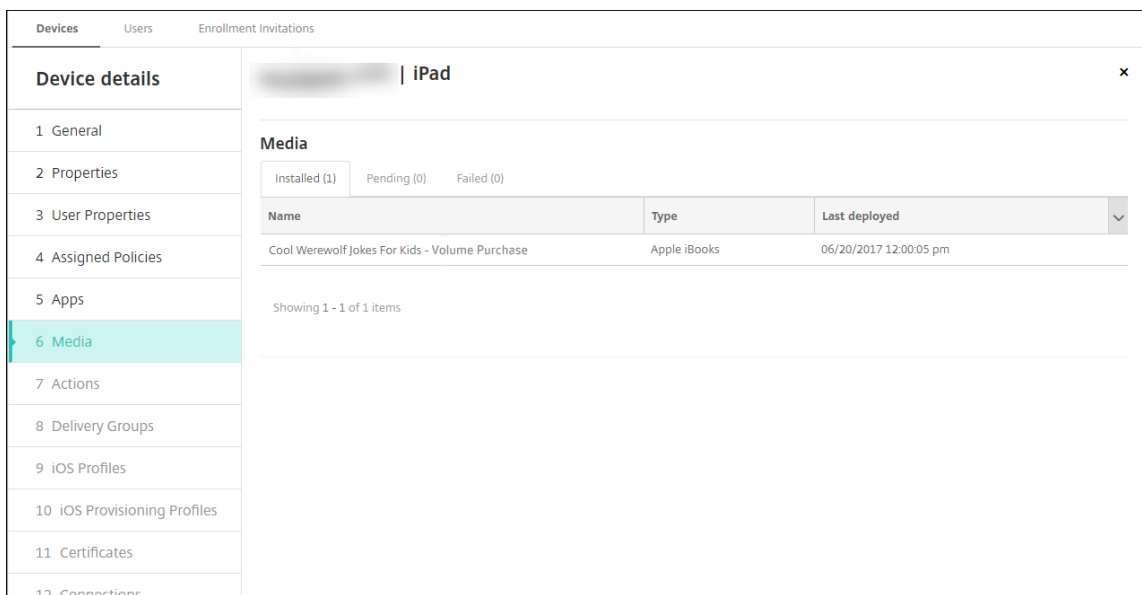 Devices Users Enrollment Invitations
Device details
| iPad
×
1 General
2 Properties
3 User Properties
4 Assigned Policies
5 Apps
6 Media
7 Actions
8 Delivery Groups
9 iOS Profiles
10 iOS Provisioning Profiles
11 Certificates
12 Connections
Media
Installed (1) Pending (0) Failed (0)
Name Type Last deployed
Cool Werewolf Jokes For Kids - Volume Purchase Apple iBooks 06/20/2017 12:00:05 pm
Showing 1 - 1 of 1 items